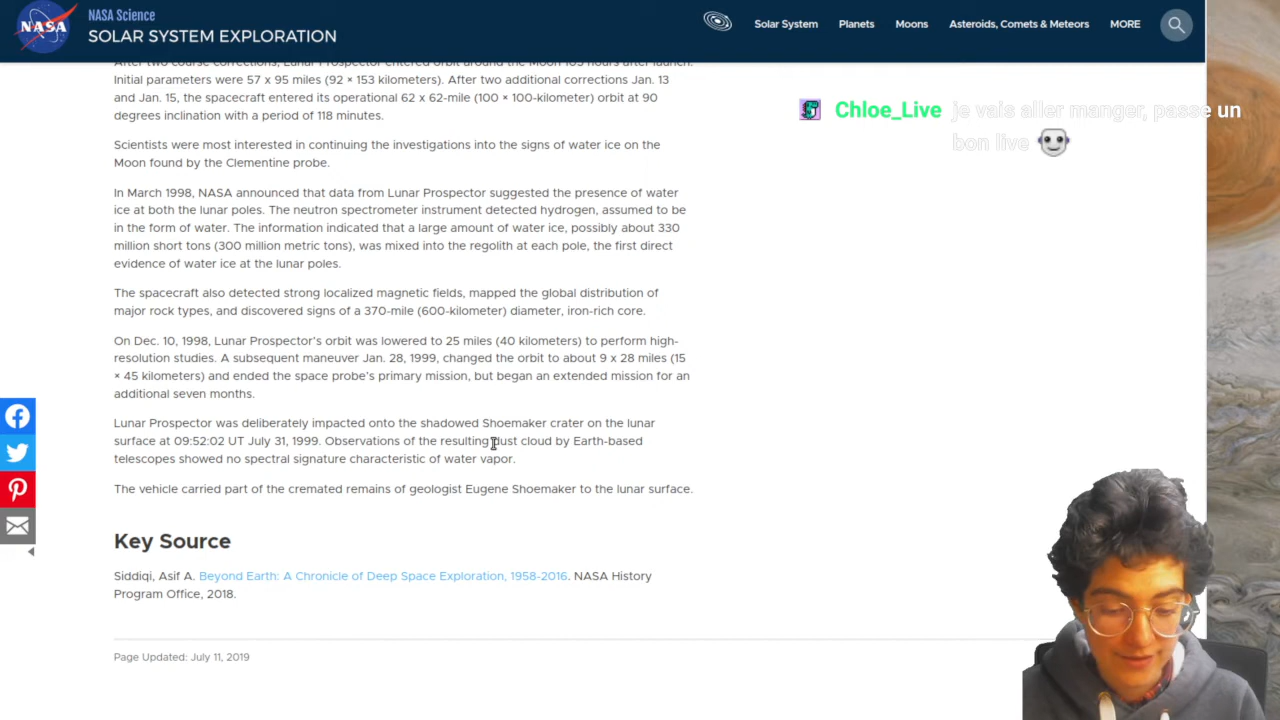 NASA
NASA Science
SOLAR SYSTEM EXPLORATION
Solar System
Planets
Moons
Asteroids, Comets & Meteors
MORE
After two course corrections, Lunar Prospector entered orbit around the Moon 105 hours after launch.
Initial parameters were 57 x 95 miles (92 × 153 kilometers). After two additional corrections Jan. 13
and Jan. 15, the spacecraft entered its operational 62 x 62-mile (100 × 100-kilometer) orbit at 90
degrees inclination with a period of 118 minutes.
Scientists were most interested in continuing the investigations into the signs of water ice on the
Moon found by the Clementine probe.
In March 1998, NASA announced that data from Lunar Prospector suggested the presence of water
ice at both the lunar poles. The neutron spectrometer instrument detected hydrogen, assumed to be
in the form of water. The information indicated that a large amount of water ice, possibly about 330
million short tons (300 million metric tons), was mixed into the regolith at each pole, the first direct
evidence of water ice at the lunar poles.
The spacecraft also detected strong localized magnetic fields, mapped the global distribution of
major rock types, and discovered signs of a 370-mile (600-kilometer) diameter, iron-rich core.
On Dec. 10, 1998, Lunar Prospector's orbit was lowered to 25 miles (40 kilometers) to perform high-
resolution studies. A subsequent maneuver Jan. 28, 1999, changed the orbit to about 9 x 28 miles (15
× 45 kilometers) and ended the space probe's primary mission, but began an extended mission for an
additional seven months.
Lunar Prospector was deliberately impacted onto the shadowed Shoemaker crater on the lunar
surface at 09:52:02 UT July 31, 1999. Observations of the resulting dust cloud by Earth-based
telescopes showed no spectral signature characteristic of water vapor.
The vehicle carried part of the cremated remains of geologist Eugene Shoemaker to the lunar surface.
Key Source
Siddiqi, Asif A. Beyond Earth: A Chronicle of Deep Space Exploration, 1958-2016. NASA History
Program Office, 2018.
Page Updated: July 11, 2019
Chloe_Live je vais aller manger, passe un
bon live